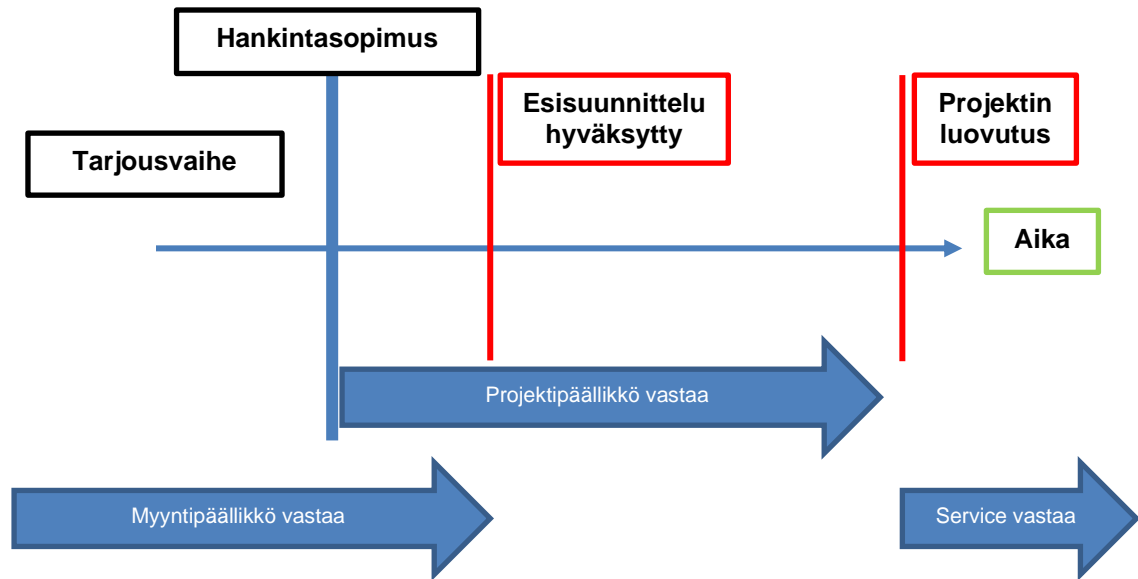 Hankintasopimus
Esisuunnittelu
hyväksytty
Projektin
luovutus
Tarjousvaihe
Aika
Projektipäällikkö vastaa
Myyntipäällikkö vastaa
Service vastaa